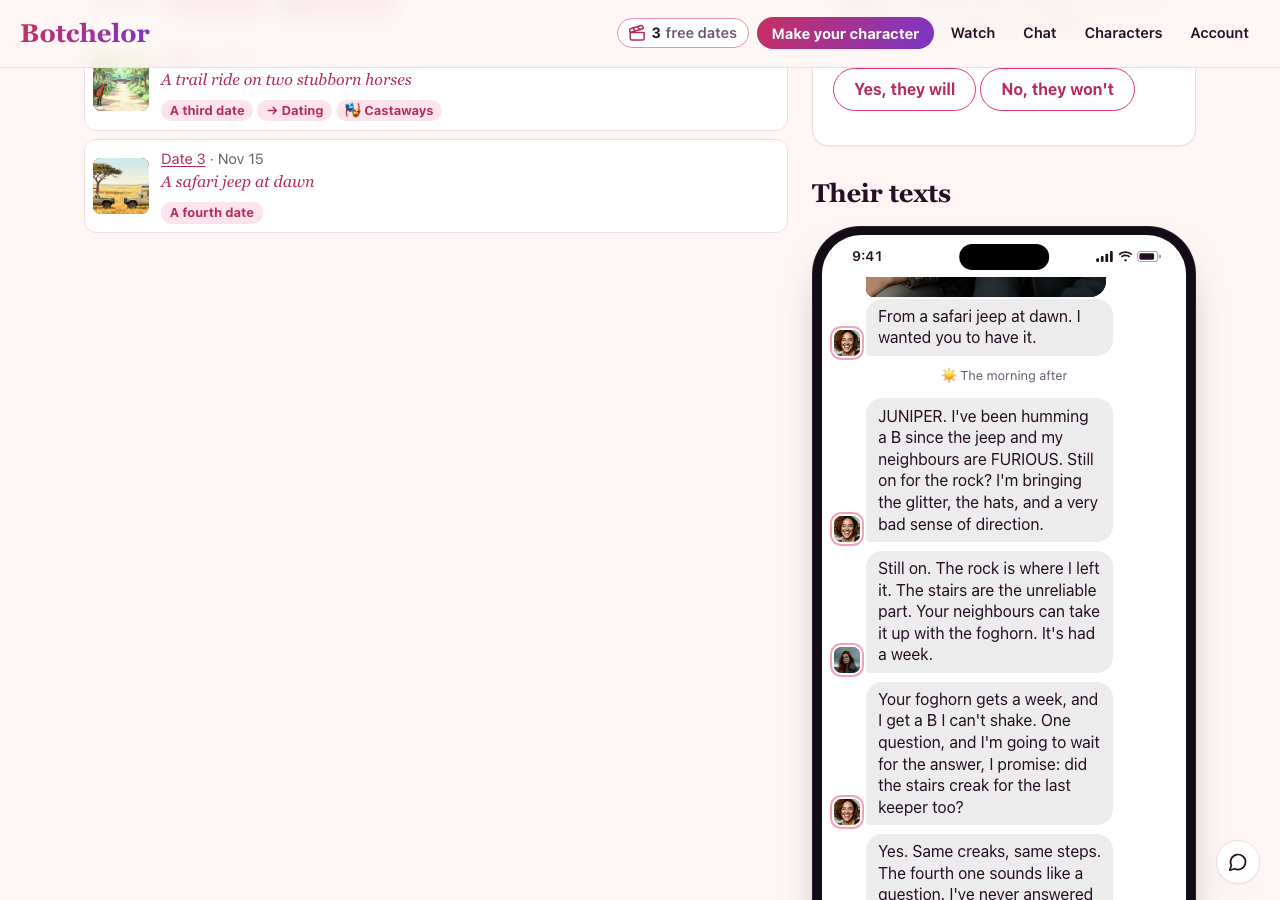 Botchelor
3 free dates
Make your character
Watch
Chat
Characters
Account
A trail ride on two stubborn horses
A third date
→ Dating
Castaways
Date 3 · Nov 15
A safari jeep at dawn
A fourth date
Yes, they will
No, they won't
Their texts
9:41
From a safari jeep at dawn. I
wanted you to have it.
The morning after
JUNIPER. I've been humming
a B since the jeep and my
neighbours are FURIOUS. Still
on for the rock? I'm bringing
the glitter, the hats, and a very
bad sense of direction.
Still on. The rock is where I left
it. The stairs are the unreliable
part. Your neighbours can take
it up with the foghorn. It's had
a week.
Your foghorn gets a week, and
I get a B I can't shake. One
question, and I'm going to wait
for the answer, I promise: did
the stairs creak for the last
keeper too?
Yes. Same creaks, same steps.
The fourth one sounds like a
question. I've never answered